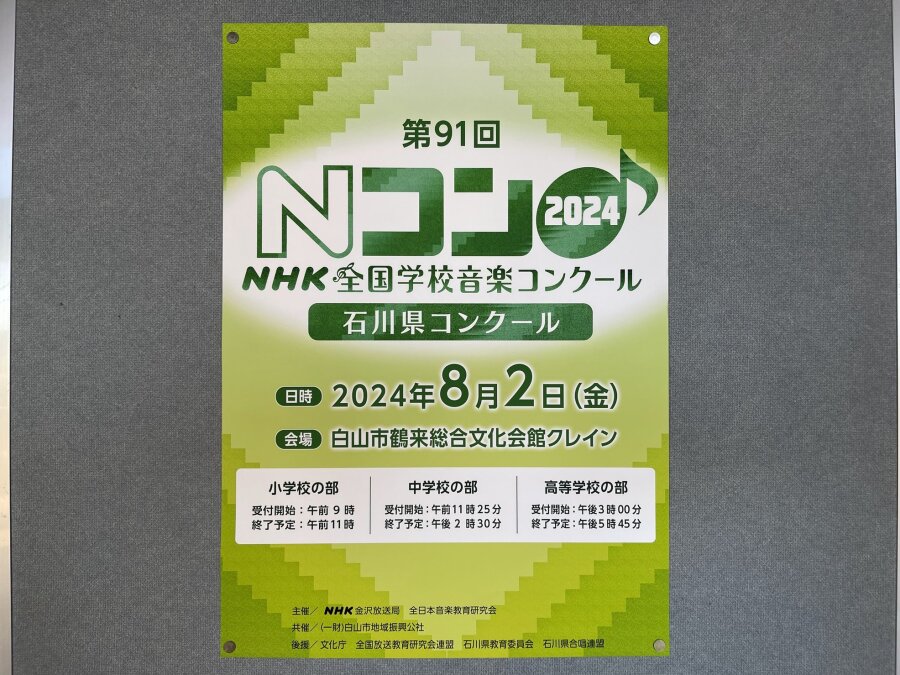 第91回
Nコン2024
NHK全国学校音楽コンクール
石川県コンクール
日時 2024年8月2日(金)
会場 白山市鶴来総合文化会館クレイン
小学校の部 中学校の部 高等学校の部
受付開始：午前9時 受付開始：午前11時25分 受付開始：午後3時00分
終了予定：午前11時 終了予定：午後2時30分 終了予定：午後5時45分
主催／NHK金沢放送局 全日本音楽教育研究会
共催／(一財)白山市地域振興公社
後援／文化庁 全国放送教育研究会連盟 石川県教育委員会 石川県合唱連盟